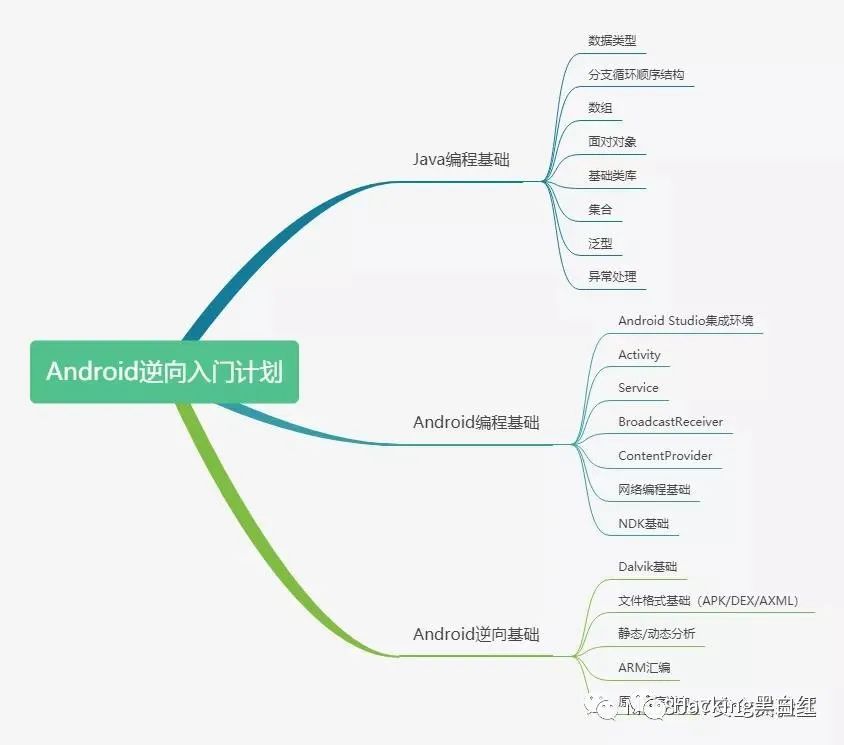 数据类型
分支循环顺序结构
数组
Java编程基础
面对对象
基础类库
集合
泛型
异常处理
Android逆向入门计划
Android Studio集成环境
Activity
Service
Android编程基础
BroadcastReceiver
ContentProvider
网络编程基础
NDK基础
Dalvik基础
文件格式基础（APK/DEX/AXML）
Android逆向基础
静态/动态分析
ARM汇编
Hacking黑白红